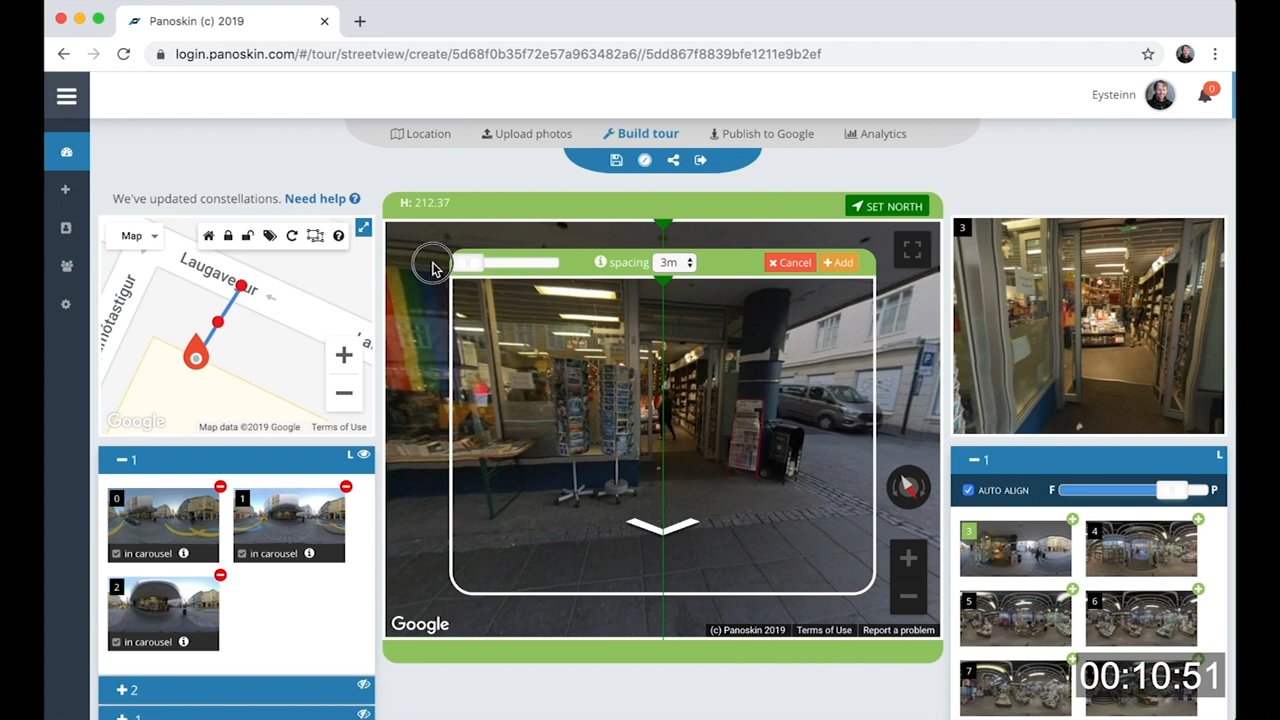 Panoskin (c) 2019
login.panoskin.com/#/tour/streetview/create/5d68f0b35f72e57a963482a6//5dd867f8839bfe1211e9b2ef
Eysteinn
0
Location
Upload photos
Build tour
Publish to Google
Analytics
We've updated constellations. Need help
H: 212.37
SET NORTH
Map
Laugavegur
Google
Map data ©2019 Google
Terms of Use
spacing
3m
Cancel
Add
Google
(c) Panoskin 2019
Terms of Use
Report a problem
3
1
L
0
in carousel
1
in carousel
2
in carousel
2
1
L
AUTO ALIGN
F
P
3
4
5
6
7
00:10:51